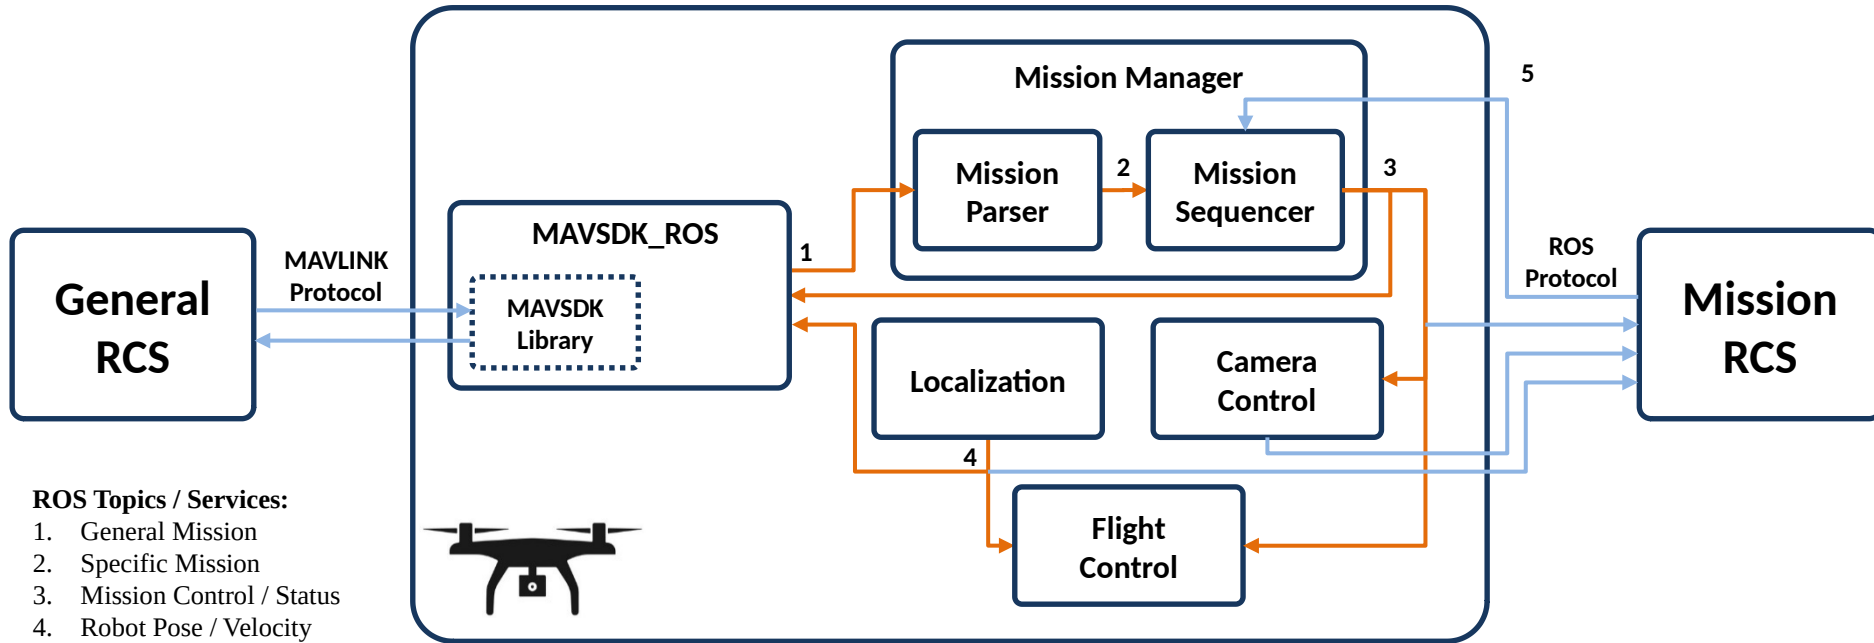 Mission Manager
5
Mission
Parser
2
Mission
Sequencer
3
MAVSDK_ROS
1
MAVSDK
Library
General
RCS
MAVLINK
Protocol
ROS
Protocol
Mission
RCS
Localization
Camera
Control
4
Flight
Control
ROS Topics / Services:
1. General Mission
2. Specific Mission
3. Mission Control / Status
4. Robot Pose / Velocity